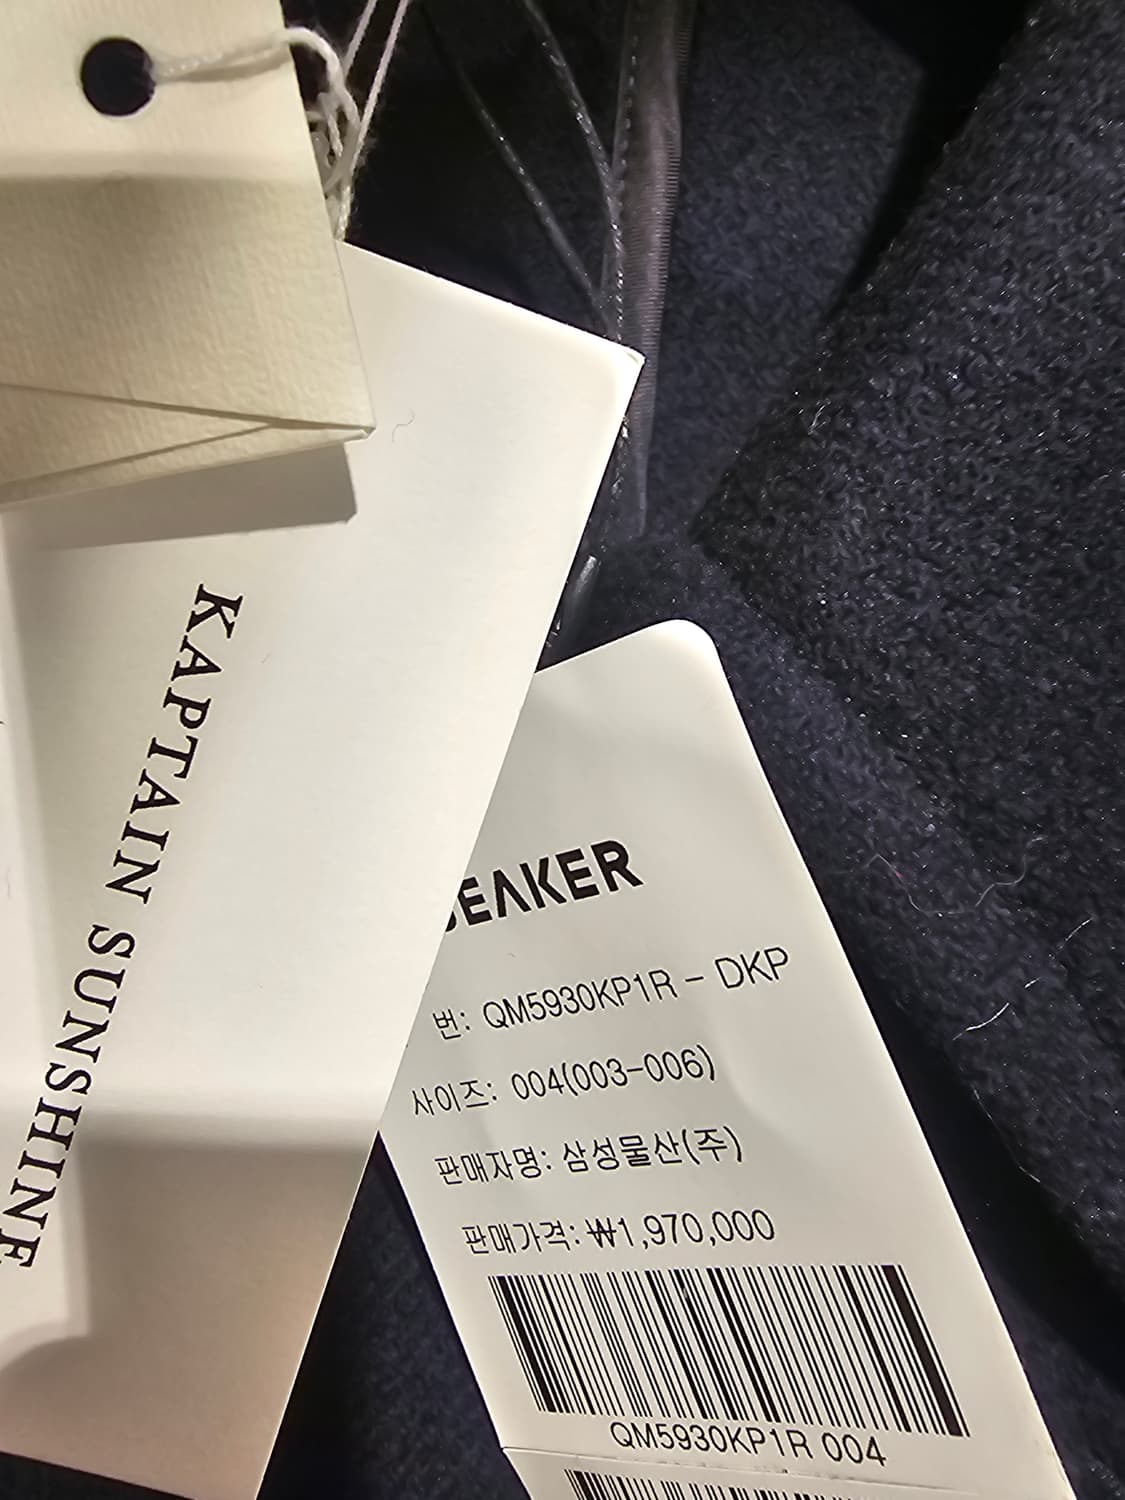 KAPTAIN SUNSHINE
BEAKER
번: QM5930KP1R - DKP
사이즈: 004(003-006)
판매자명: 삼성물산(주)
판매가격: ₩1,970,000
QM5930KP1R 004